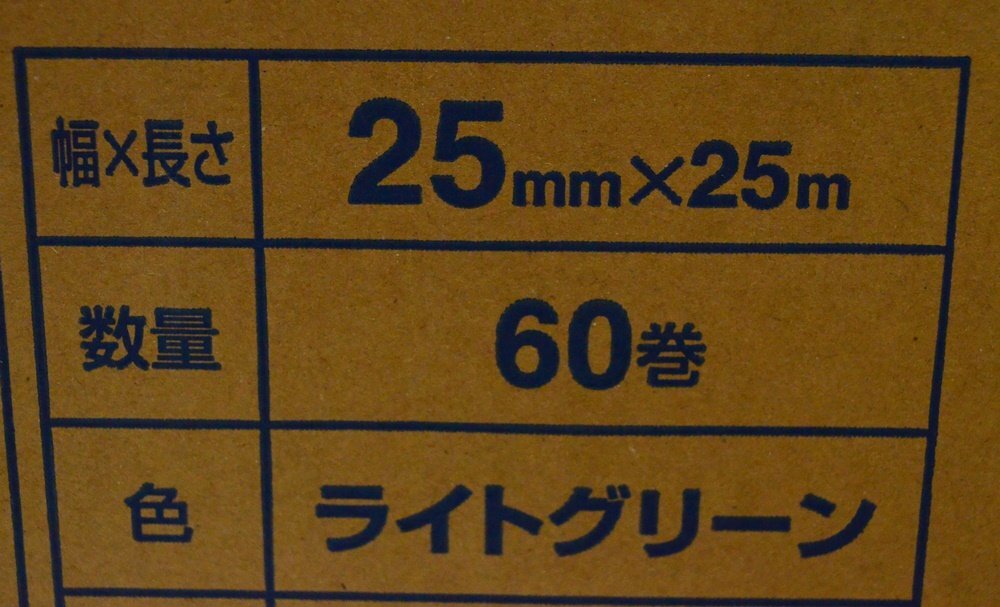 幅×長さ 25mm×25m
数量 60巻
色 ライトグリーン